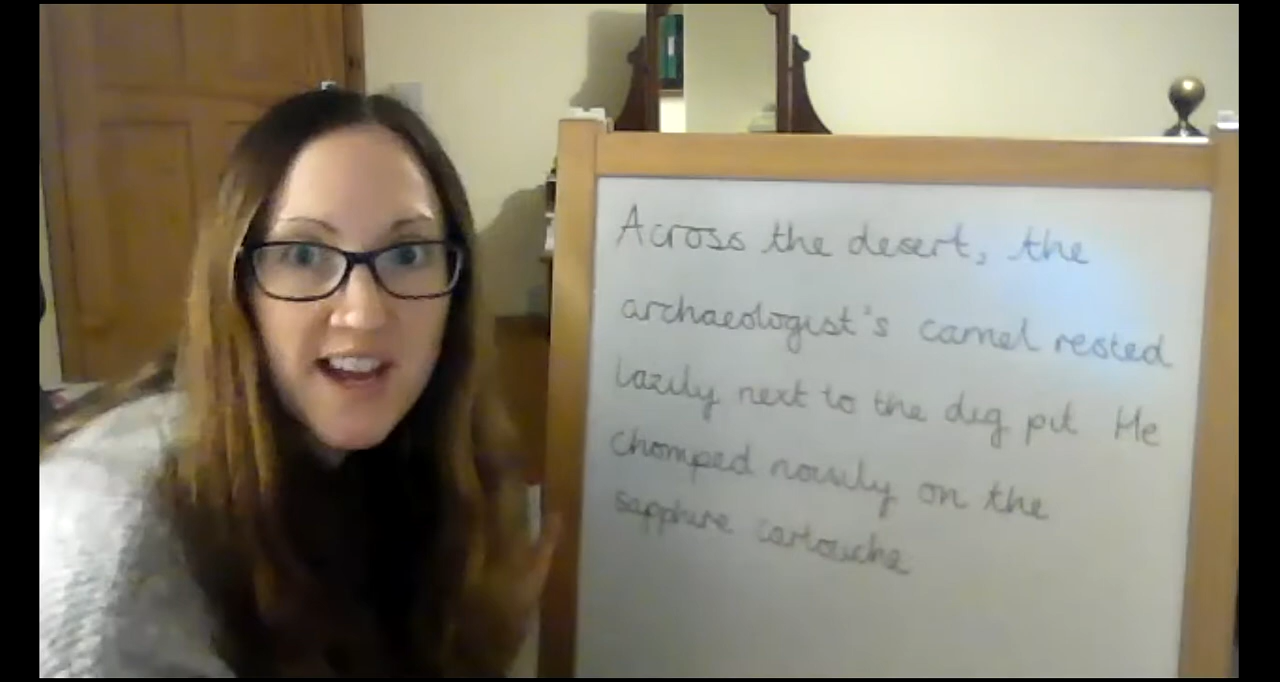 Across the desert, the
archaeologist's camel rested
lazily next to the dig pit He
chomped noisily on the
sapphire cartouche